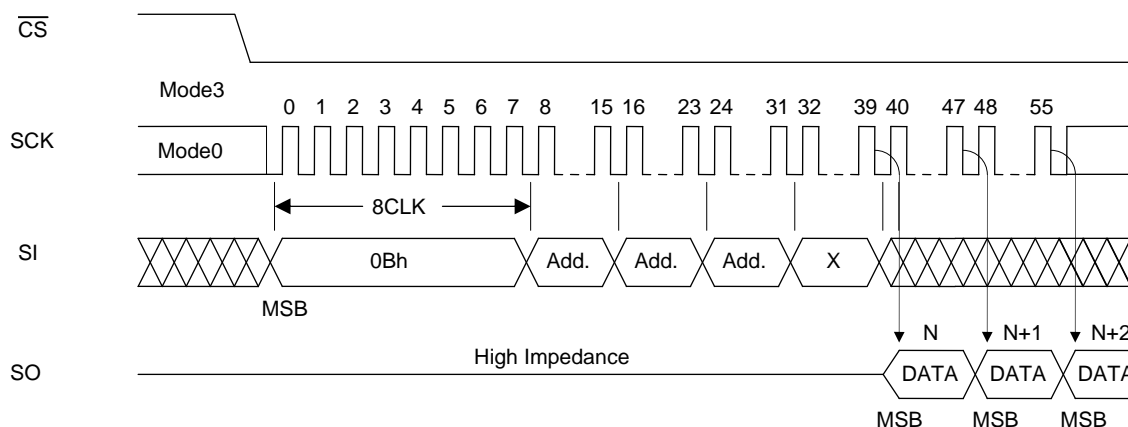 CS
Mode3
0 1 2 3 4 5 6 7 8 15 16 23 24 31 32 39 40 47 48 55
SCK
Mode0
8CLK
SI
0Bh Add. Add. Add. X
MSB
N N+1 N+2
High Impedance
SO
DATA DATA DATA
MSB MSB MSB